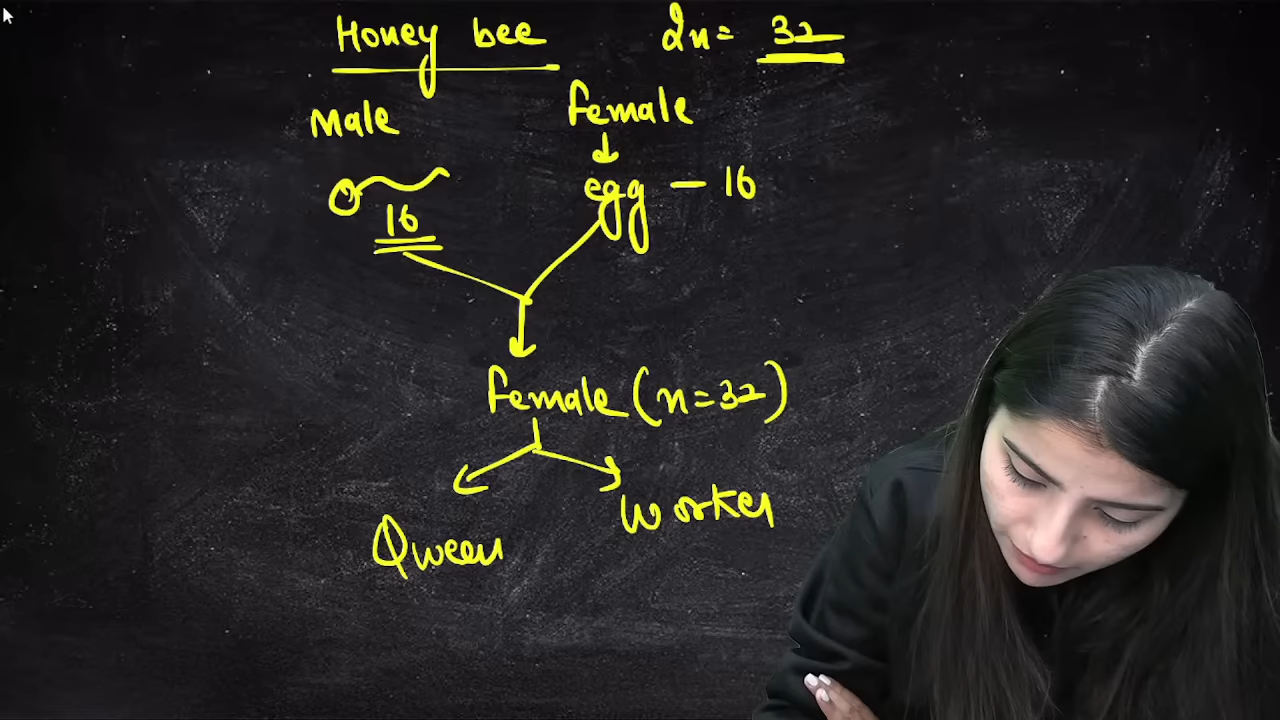 Honey bee 2n = 32
Male Female
egg - 16
16
Female (n=32)
Queen Worker